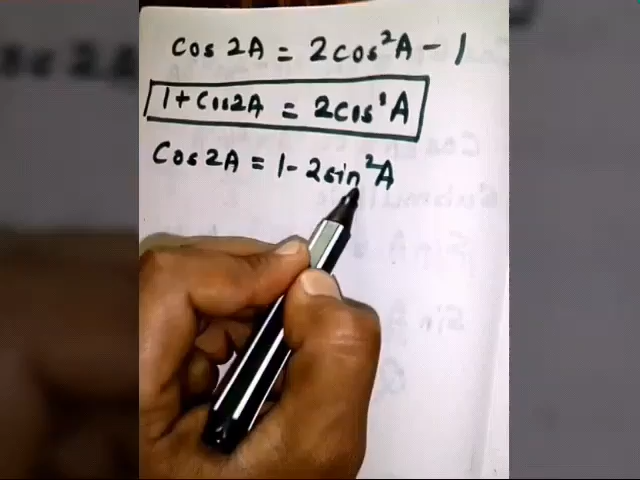 cos 2A = 2cos²A - 1
1 + cos2A = 2cos²A
cos 2A = 1 - 2sin²A